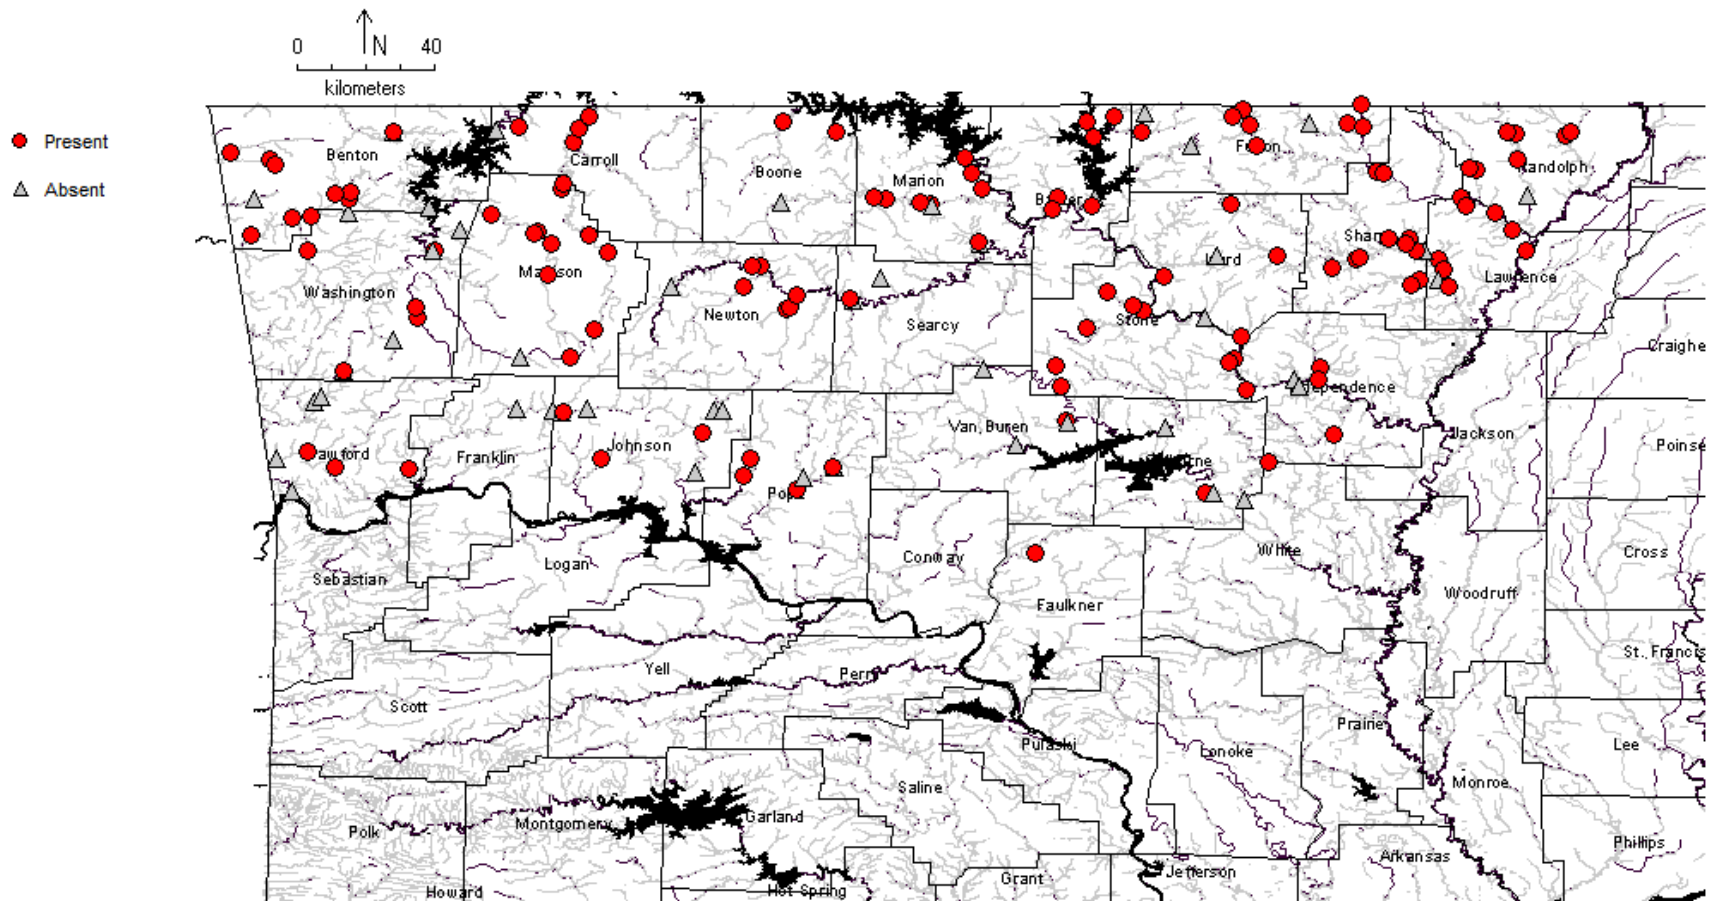 N
0 40
kilometers
Present
Absent
Benton
Carroll
Boone
Marion
Randolph
Washington
Newton
Searcy
Stone
Lawrence
Craighe
Franklin
Johnson
Van Buren
Jackson
Poinse
Sebastian
Logan
Conway
White
Cross
Faulkner
Woodruff
Yell
Perry
St. Francis
Scott
Prairie
Pulaski
Lonoke
Lee
Saline
Monroe
Polk
Montgomery
Garland
Phillips
Arkansas
Howard
Hot Spring
Grant
Jefferson